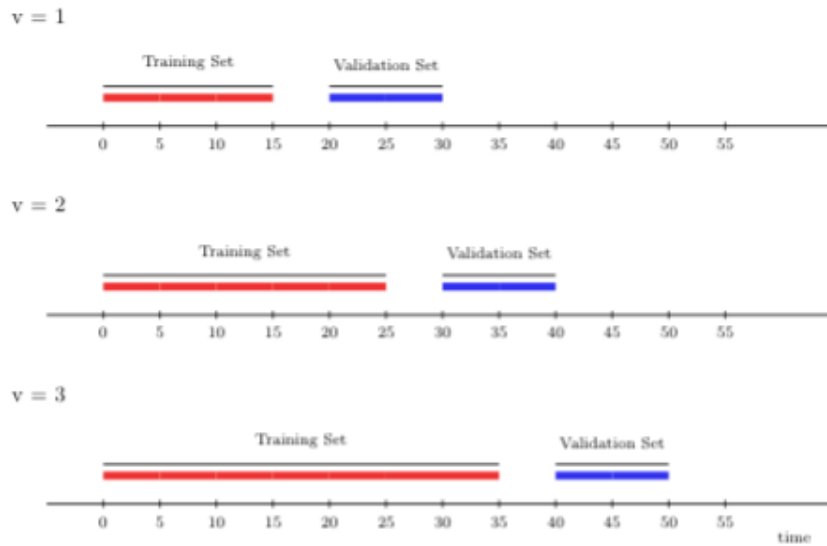 v = 1
Training Set Validation Set
0 5 10 15 20 25 30 35 40 45 50 55
v = 2
Training Set Validation Set
0 5 10 15 20 25 30 35 40 45 50 55
v = 3
Training Set Validation Set
0 5 10 15 20 25 30 35 40 45 50 55
time